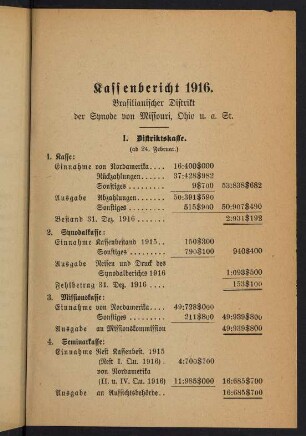 Kassenbericht 1916.
Brasilianischer Distrikt
der Synode von Missouri, Ohio u. a. St.
I. Distriktskasse.
(ab 24. Februar.)
1. Kasse:
Einnahme von Nordamerika.... 16:400$000
Rückzahlungen....... 37:428$982
Sonstiges............ 9$700 53:838$682
Ausgabe Abzahlungen......... 50:391$590
Sonstiges ........... 515$900 50:907$490
Bestand 31. Dez. 1916 .......... 2:931$192
2. Synodalkasse:
Einnahme Kassenbestand 1915.. 150$300
Sonstiges ........... 790$100 940$400
Ausgabe Reisen und Druck des
Synodalberichts 1916 1:093$500
Fehlbetrag 31. Dez. 1916 ........ 153$100
3. Missionskasse:
Einnahme von Nordamerika.... 49:728$000
Sonstiges............ 211$800 49:939$800
Ausgabe an Missionskommission 49:939$800
4. Seminarkasse:
Einnahme Rest Kassenbest. 1915
(Rest I. Qu. 1916) .. 4:700$700
von Nordamerika
(II. u. IV. Qu. 1916) 11:985$000 16:685$700
Ausgabe an Aufsichtsbehörde.. 16:685$700